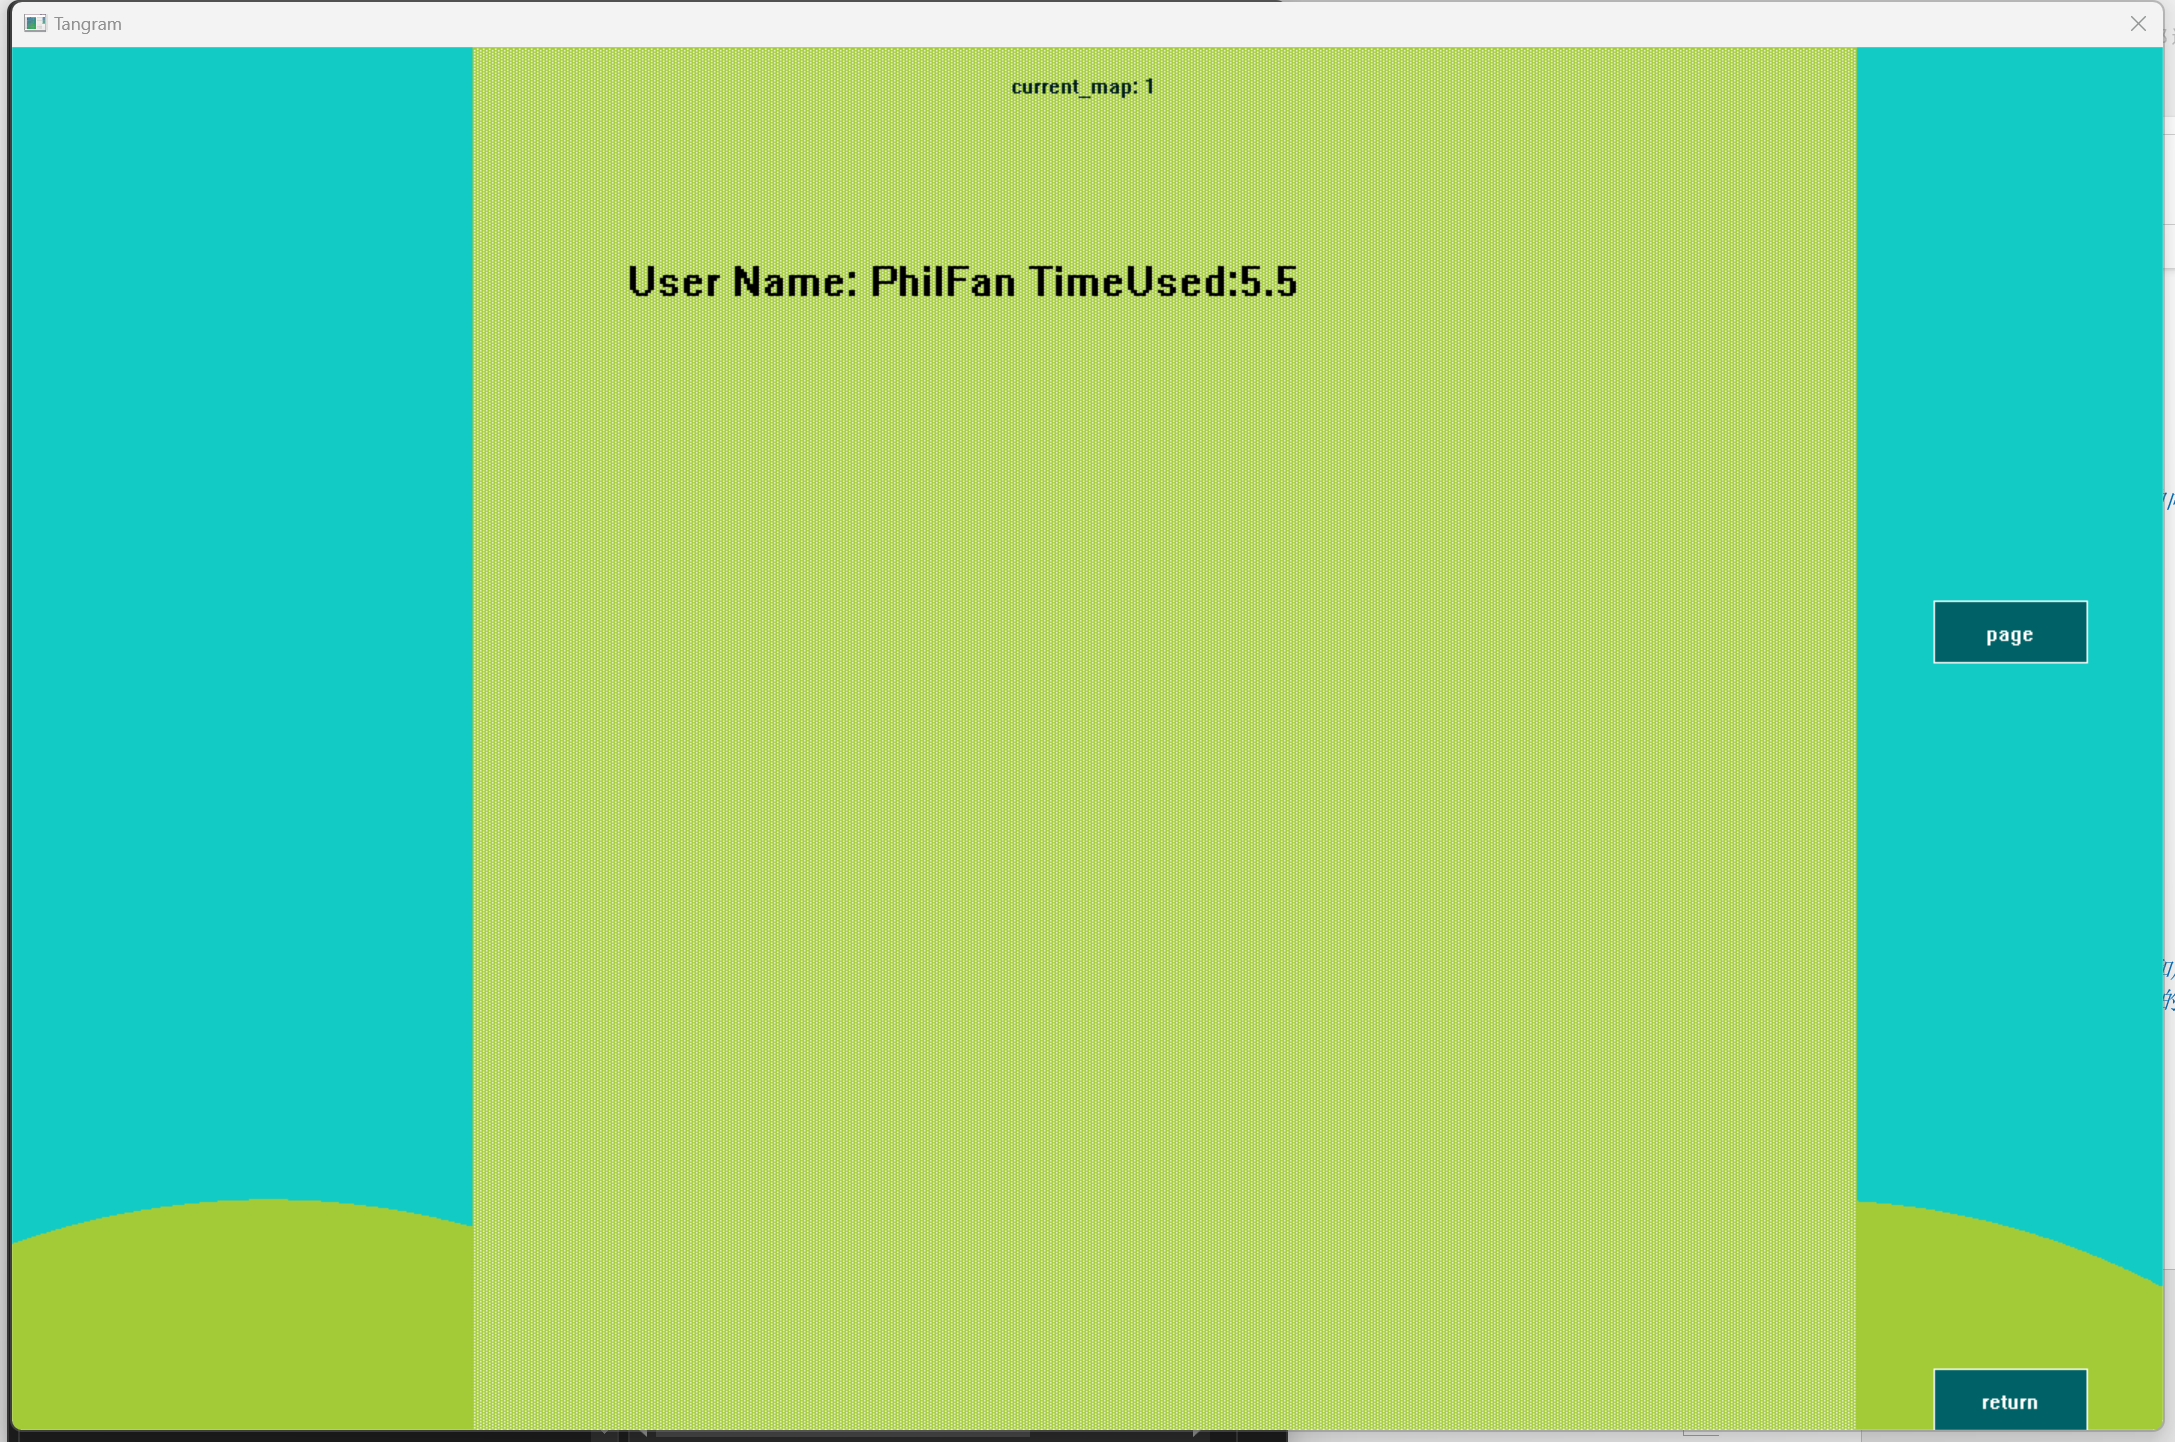 Tangram
current_map: 1
User Name: PhilFan TimeUsed:5.5
page
return